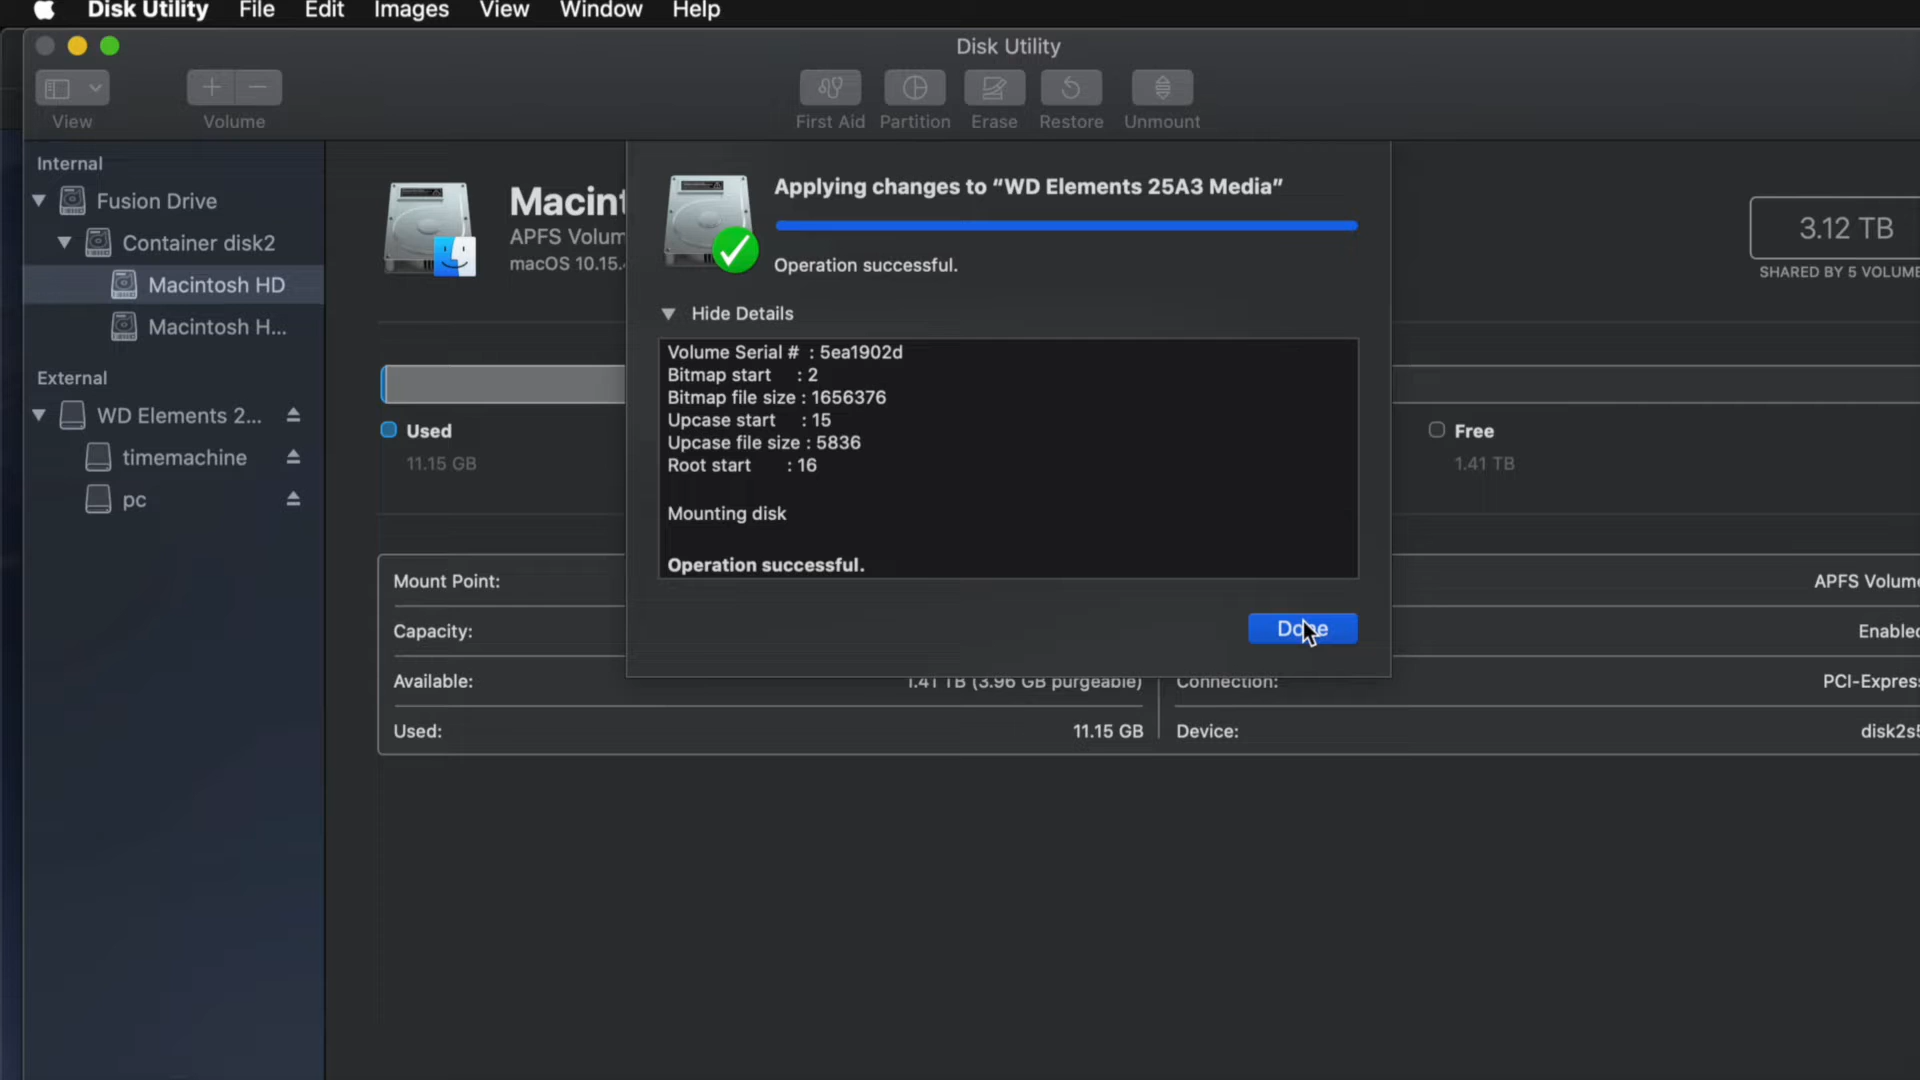 Disk Utility File Edit Images View Window Help
Disk Utility
View Volume First Aid Partition Erase Restore Unmount
Internal
Fusion Drive
Container disk2
Macintosh HD
Macintosh H...
External
WD Elements 2...
timemachine
pc
Macint
APFS Volum
macOS 10.15.
3.12 TB
SHARED BY 5 VOLUME
Used
11.15 GB
Free
1.41 TB
Applying changes to “WD Elements 25A3 Media”
Operation successful.
Hide Details
Volume Serial # : 5ea1902d
Bitmap start : 2
Bitmap file size : 1656376
Upcase start : 15
Upcase file size : 5836
Root start : 16
Mounting disk
Operation successful.
Done
Mount Point:
APFS Volume
Capacity:
Enabled
Available: 1.41 TB (3.96 GB purgeable)
Connection: PCI-Express
Used: 11.15 GB
Device: disk2s5